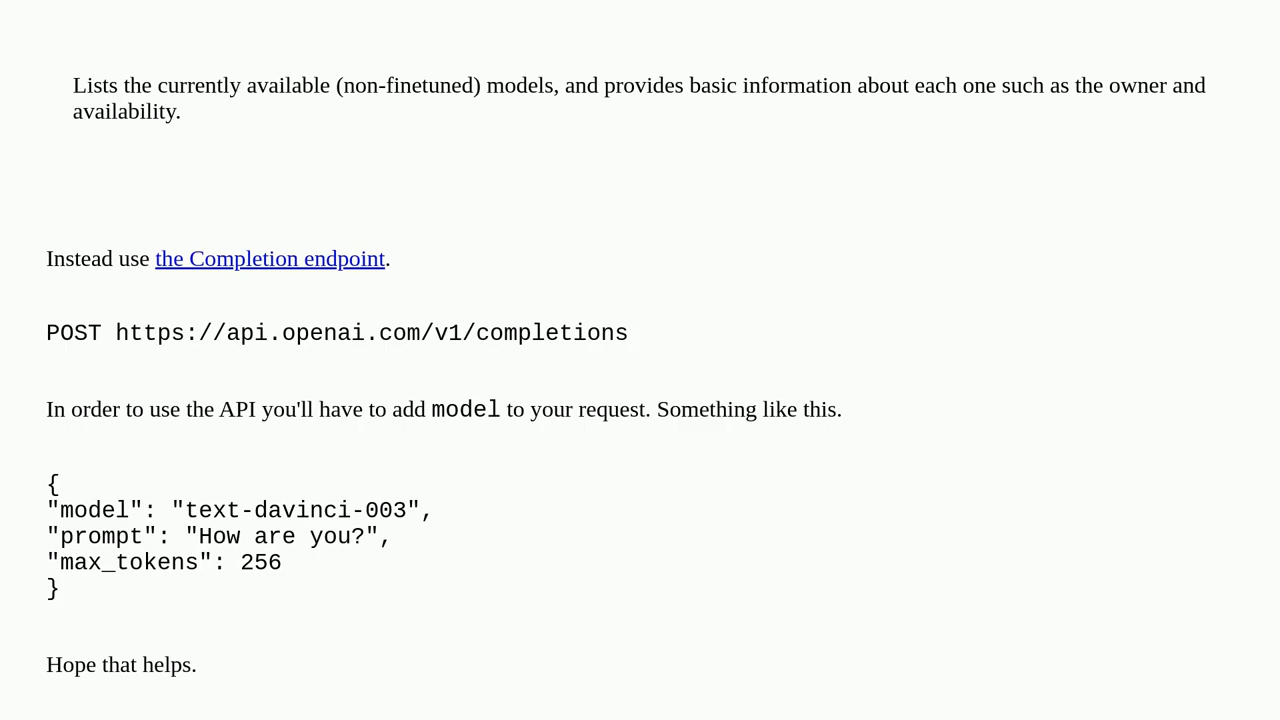 Lists the currently available (non-finetuned) models, and provides basic information about each one such as the owner and
availability.
Instead use the Completion endpoint.
POST https://api.openai.com/v1/completions
In order to use the API you'll have to add model to your request. Something like this.
{
"model": "text-davinci-003",
"prompt": "How are you?",
"max_tokens": 256
}
Hope that helps.